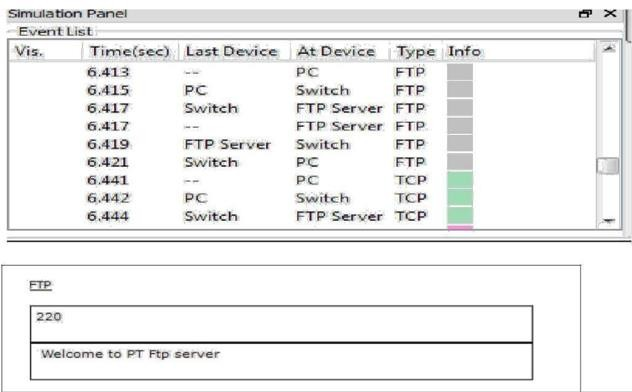 Simulation Panel
Event List
Vis. Time(sec) Last Device At Device Type Info
6.413 -- PC FTP
6.415 PC Switch FTP
6.417 Switch FTP Server FTP
6.417 -- FTP Server FTP
6.419 FTP Server Switch FTP
6.421 Switch PC FTP
6.441 -- PC TCP
6.442 PC Switch TCP
6.444 Switch FTP Server TCP
FTP
220
Welcome to PT Ftp server